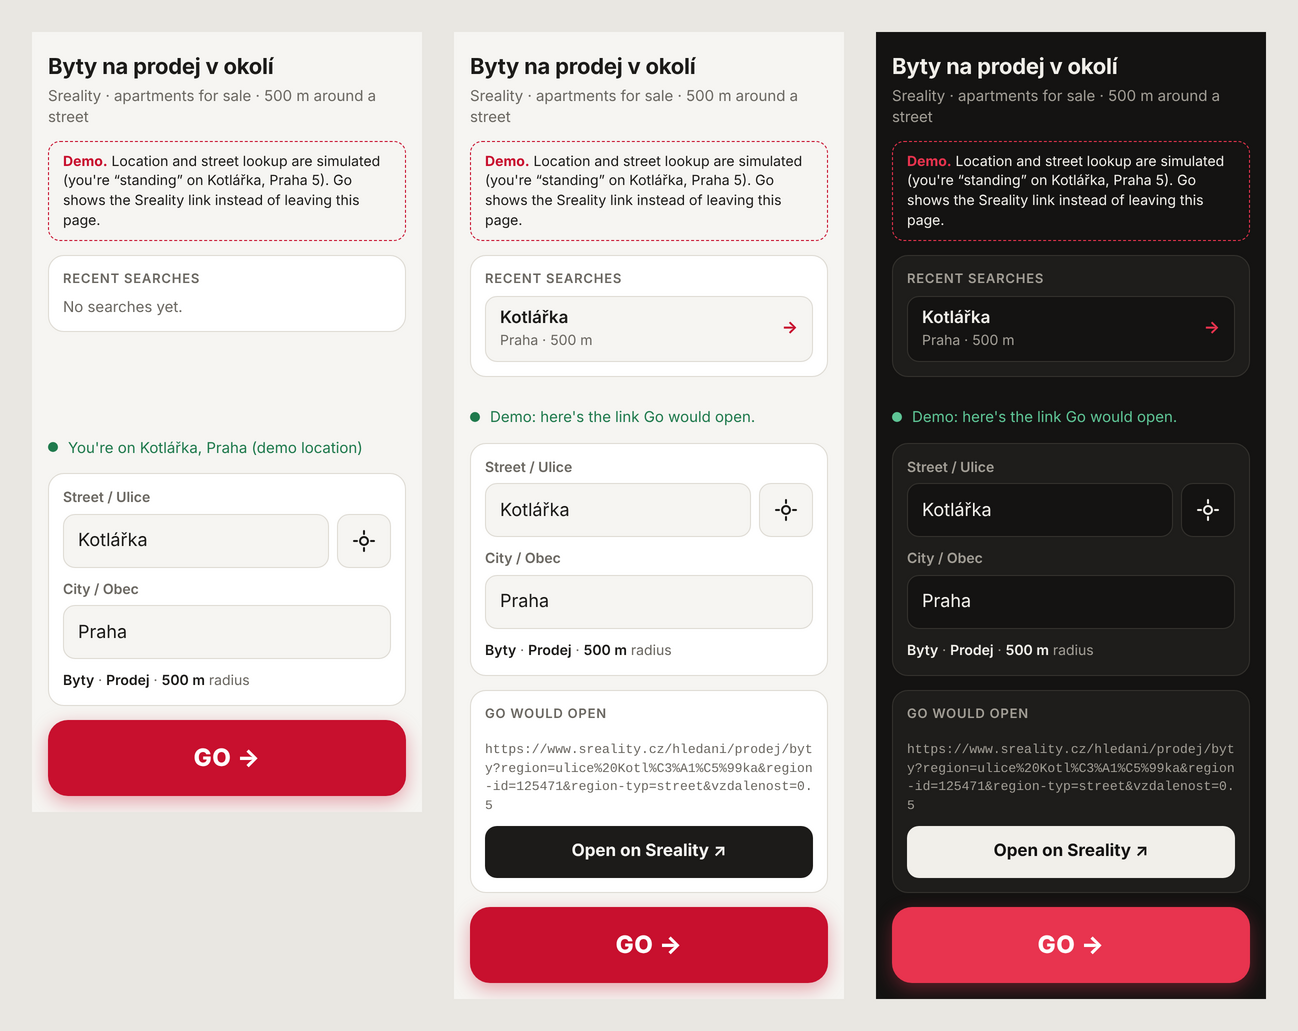 Byty na prodej v okolí
Sreality · apartments for sale · 500 m around a
street
Demo. Location and street lookup are simulated
(you're “standing” on Kotlářka, Praha 5). Go
shows the Sreality link instead of leaving this
page.
RECENT SEARCHES
No searches yet.
You're on Kotlářka, Praha (demo location)
Street / Ulice
Kotlářka
City / Obec
Praha
Byty · Prodej · 500 m radius
GO →
Byty na prodej v okolí
Sreality · apartments for sale · 500 m around a
street
Demo. Location and street lookup are simulated
(you're “standing” on Kotlářka, Praha 5). Go
shows the Sreality link instead of leaving this
page.
RECENT SEARCHES
Kotlářka
Praha · 500 m
→
Demo: here's the link Go would open.
Street / Ulice
Kotlářka
City / Obec
Praha
Byty · Prodej · 500 m radius
GO WOULD OPEN
https://www.sreality.cz/hledani/prodej/byt
y?region=ulice%20Kotl%C3%A1%C5%99ka&region
-id=125471&region-typ=street&vzdalenost=0.
5
Open on Sreality ↗
GO →
Byty na prodej v okolí
Sreality · apartments for sale · 500 m around a
street
Demo. Location and street lookup are simulated
(you're “standing” on Kotlářka, Praha 5). Go
shows the Sreality link instead of leaving this
page.
RECENT SEARCHES
Kotlářka
Praha · 500 m
→
Demo: here's the link Go would open.
Street / Ulice
Kotlářka
City / Obec
Praha
Byty · Prodej · 500 m radius
GO WOULD OPEN
https://www.sreality.cz/hledani/prodej/byt
y?region=ulice%20Kotl%C3%A1%C5%99ka&region
-id=125471&region-typ=street&vzdalenost=0.
5
Open on Sreality ↗
GO →